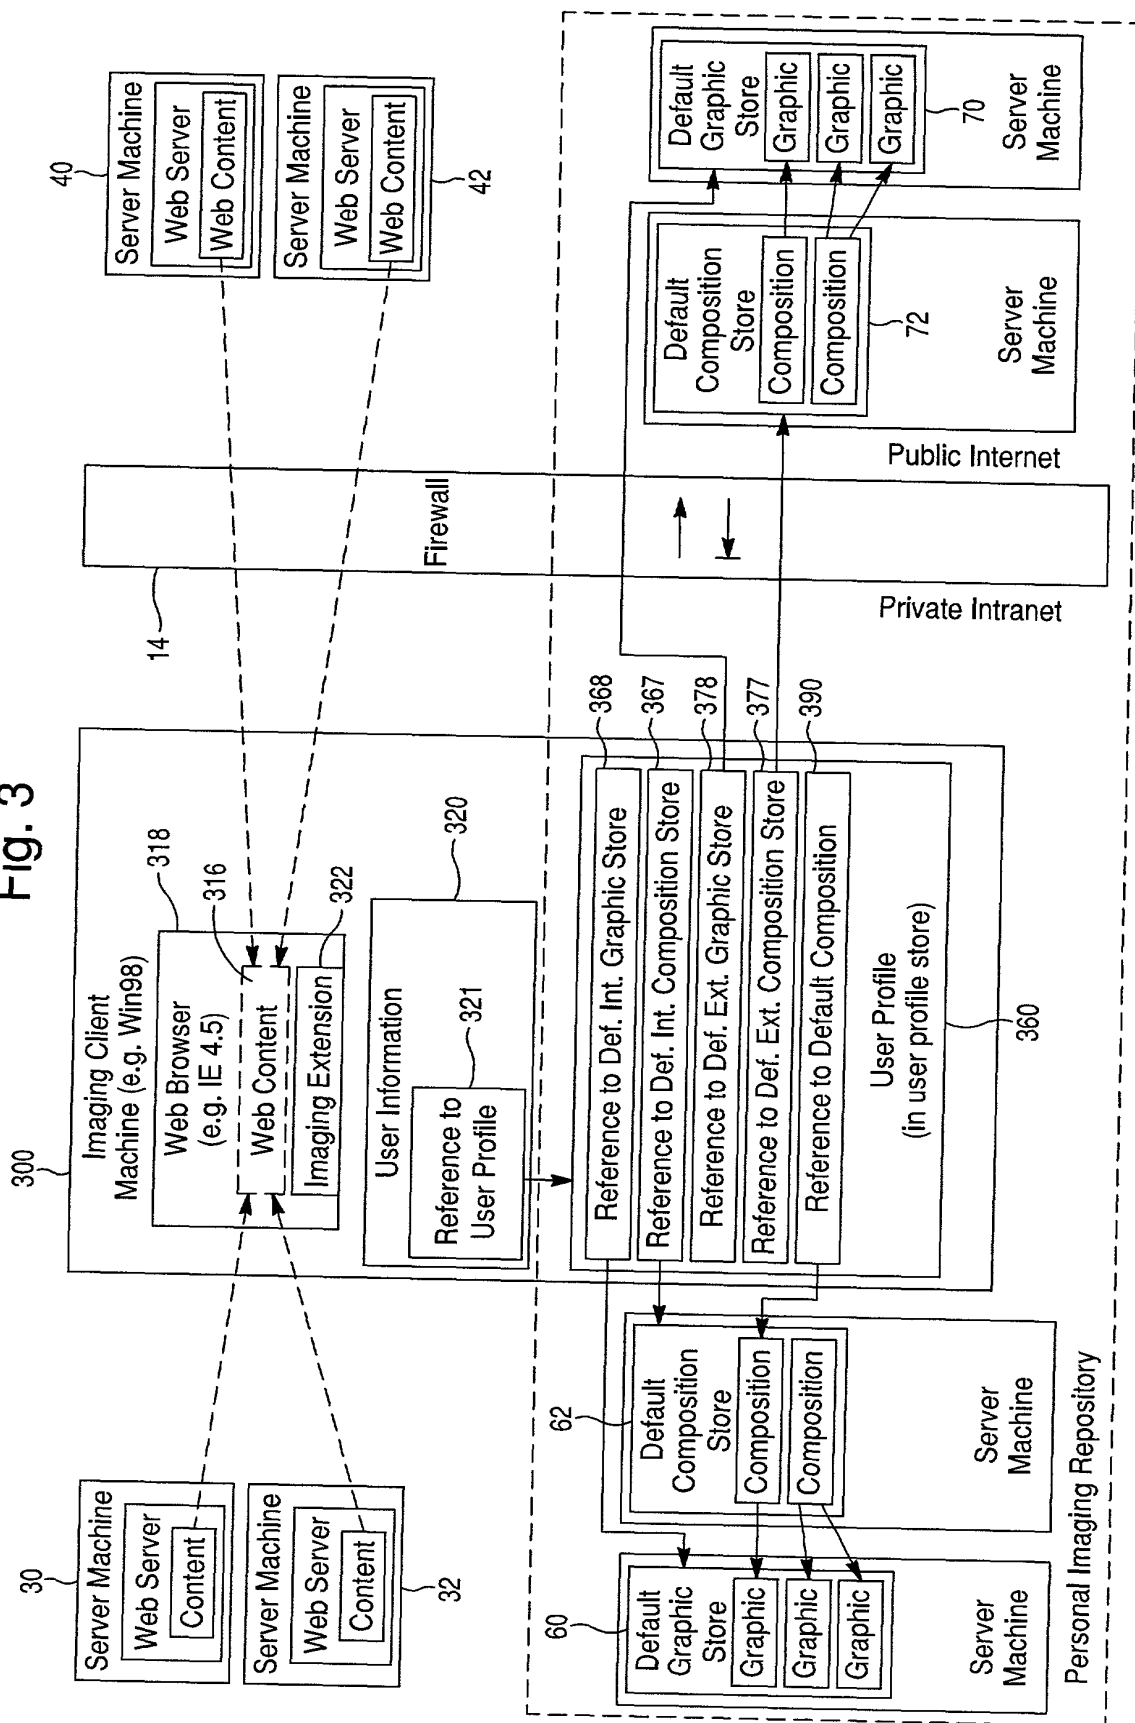 Fig. 3
300
Imaging Client
Machine (e.g. Win98)
318
Web Browser
(e.g. IE 4.5)
316
Web Content
322
Imaging Extension
320
User Information
321
Reference to
User Profile
30
Server Machine
Web Server
Content
Server Machine
Web Server
Content
32
40
Server Machine
Web Server
Web Content
Server Machine
Web Server
Web Content
42
14
Firewall
Private Intranet
Public Internet
60
Default
Graphic
Store
Graphic
Graphic
Graphic
Server
Machine
62
Default
Composition
Store
Composition
Composition
Server
Machine
Reference to Def. Int. Graphic Store
368
Reference to Def. Int. Composition Store
367
Reference to Def. Ext. Graphic Store
378
Reference to Def. Ext. Composition Store
377
Reference to Default Composition
390
User Profile
(in user profile store)
360
Default
Composition
Store
Composition
Composition
72
Server
Machine
Default
Graphic
Store
Graphic
Graphic
Graphic
70
Server
Machine
Personal Imaging Repository